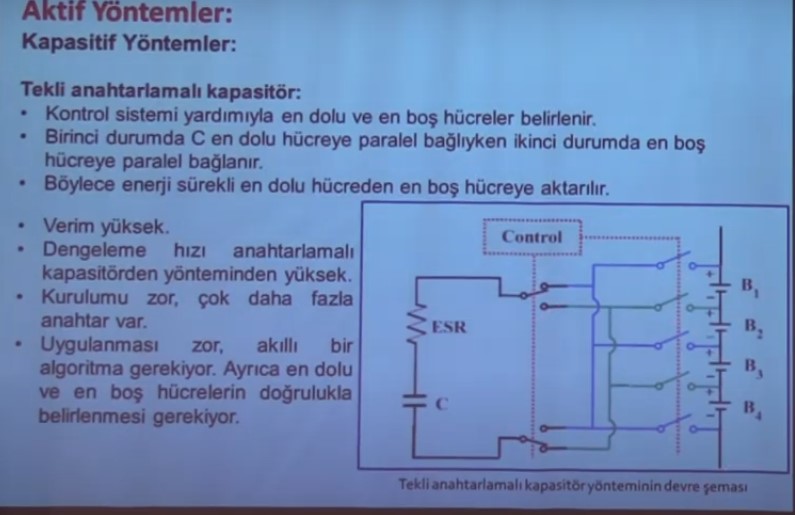 Aktif Yöntemler:
Kapasitif Yöntemler:
Tekli anahtarlamalı kapasitör:
• Kontrol sistemi yardımıyla en dolu ve en boş hücreler belirlenir.
• Birinci durumda C en dolu hücreye paralel bağlıyken ikinci durumda en boş
hücreye paralel bağlanır.
• Böylece enerji sürekli en dolu hücreden en boş hücreye aktarılır.
• Verim yüksek.
• Dengeleme hızı anahtarlamalı
kapasitörden yönteminden yüksek.
• Kurulumu zor, çok daha fazla
anahtar var.
• Uygulanması zor, akıllı bir
algoritma gerekiyor. Ayrıca en dolu
ve en boş hücrelerin doğrulukla
belirlenmesi gerekiyor.
Control
ESR
C
B₁
B₂
B₃
B₄
Tekli anahtarlamalı kapasitör yönteminin devre şeması